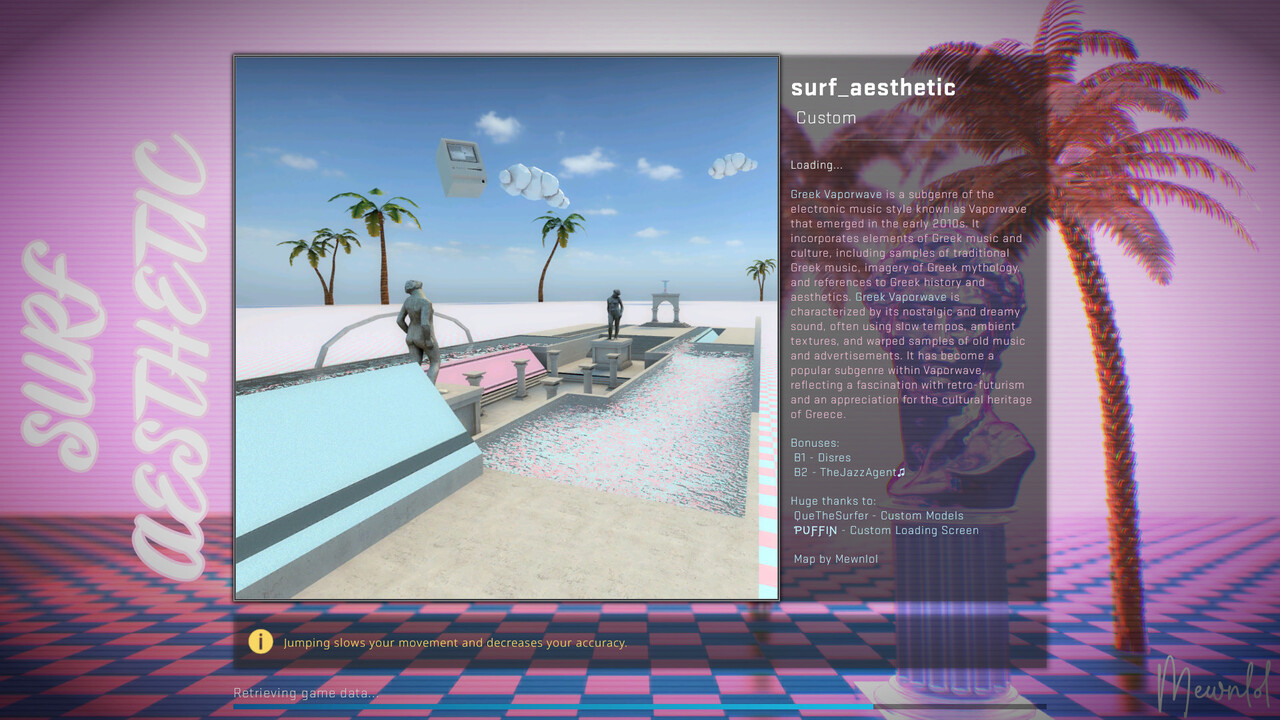 SURF
AESTHETIC
surf_aesthetic
Custom
Loading...
Greek Vaporwave is a subgenre of the
electronic music style known as Vaporwave
that emerged in the early 2010s. It
incorporates elements of Greek music and
culture, including samples of traditional
Greek music, imagery of Greek mythology,
and references to Greek history and
aesthetics. Greek Vaporwave is
characterized by its nostalgic and dreamy
sound, often using slow tempos, ambient
textures, and warped samples of old music
and advertisements. It has become a
popular subgenre within Vaporwave,
reflecting a fascination with retro-futurism
and an appreciation for the cultural heritage
of Greece.
Bonuses:
B1 - Disres
B2 - TheJazzAgent♫
Huge thanks to:
QueTheSurfer - Custom Models
PUFFIN - Custom Loading Screen
Map by Mewnlol
Jumping slows your movement and decreases your accuracy.
Retrieving game data...
Mewnlol